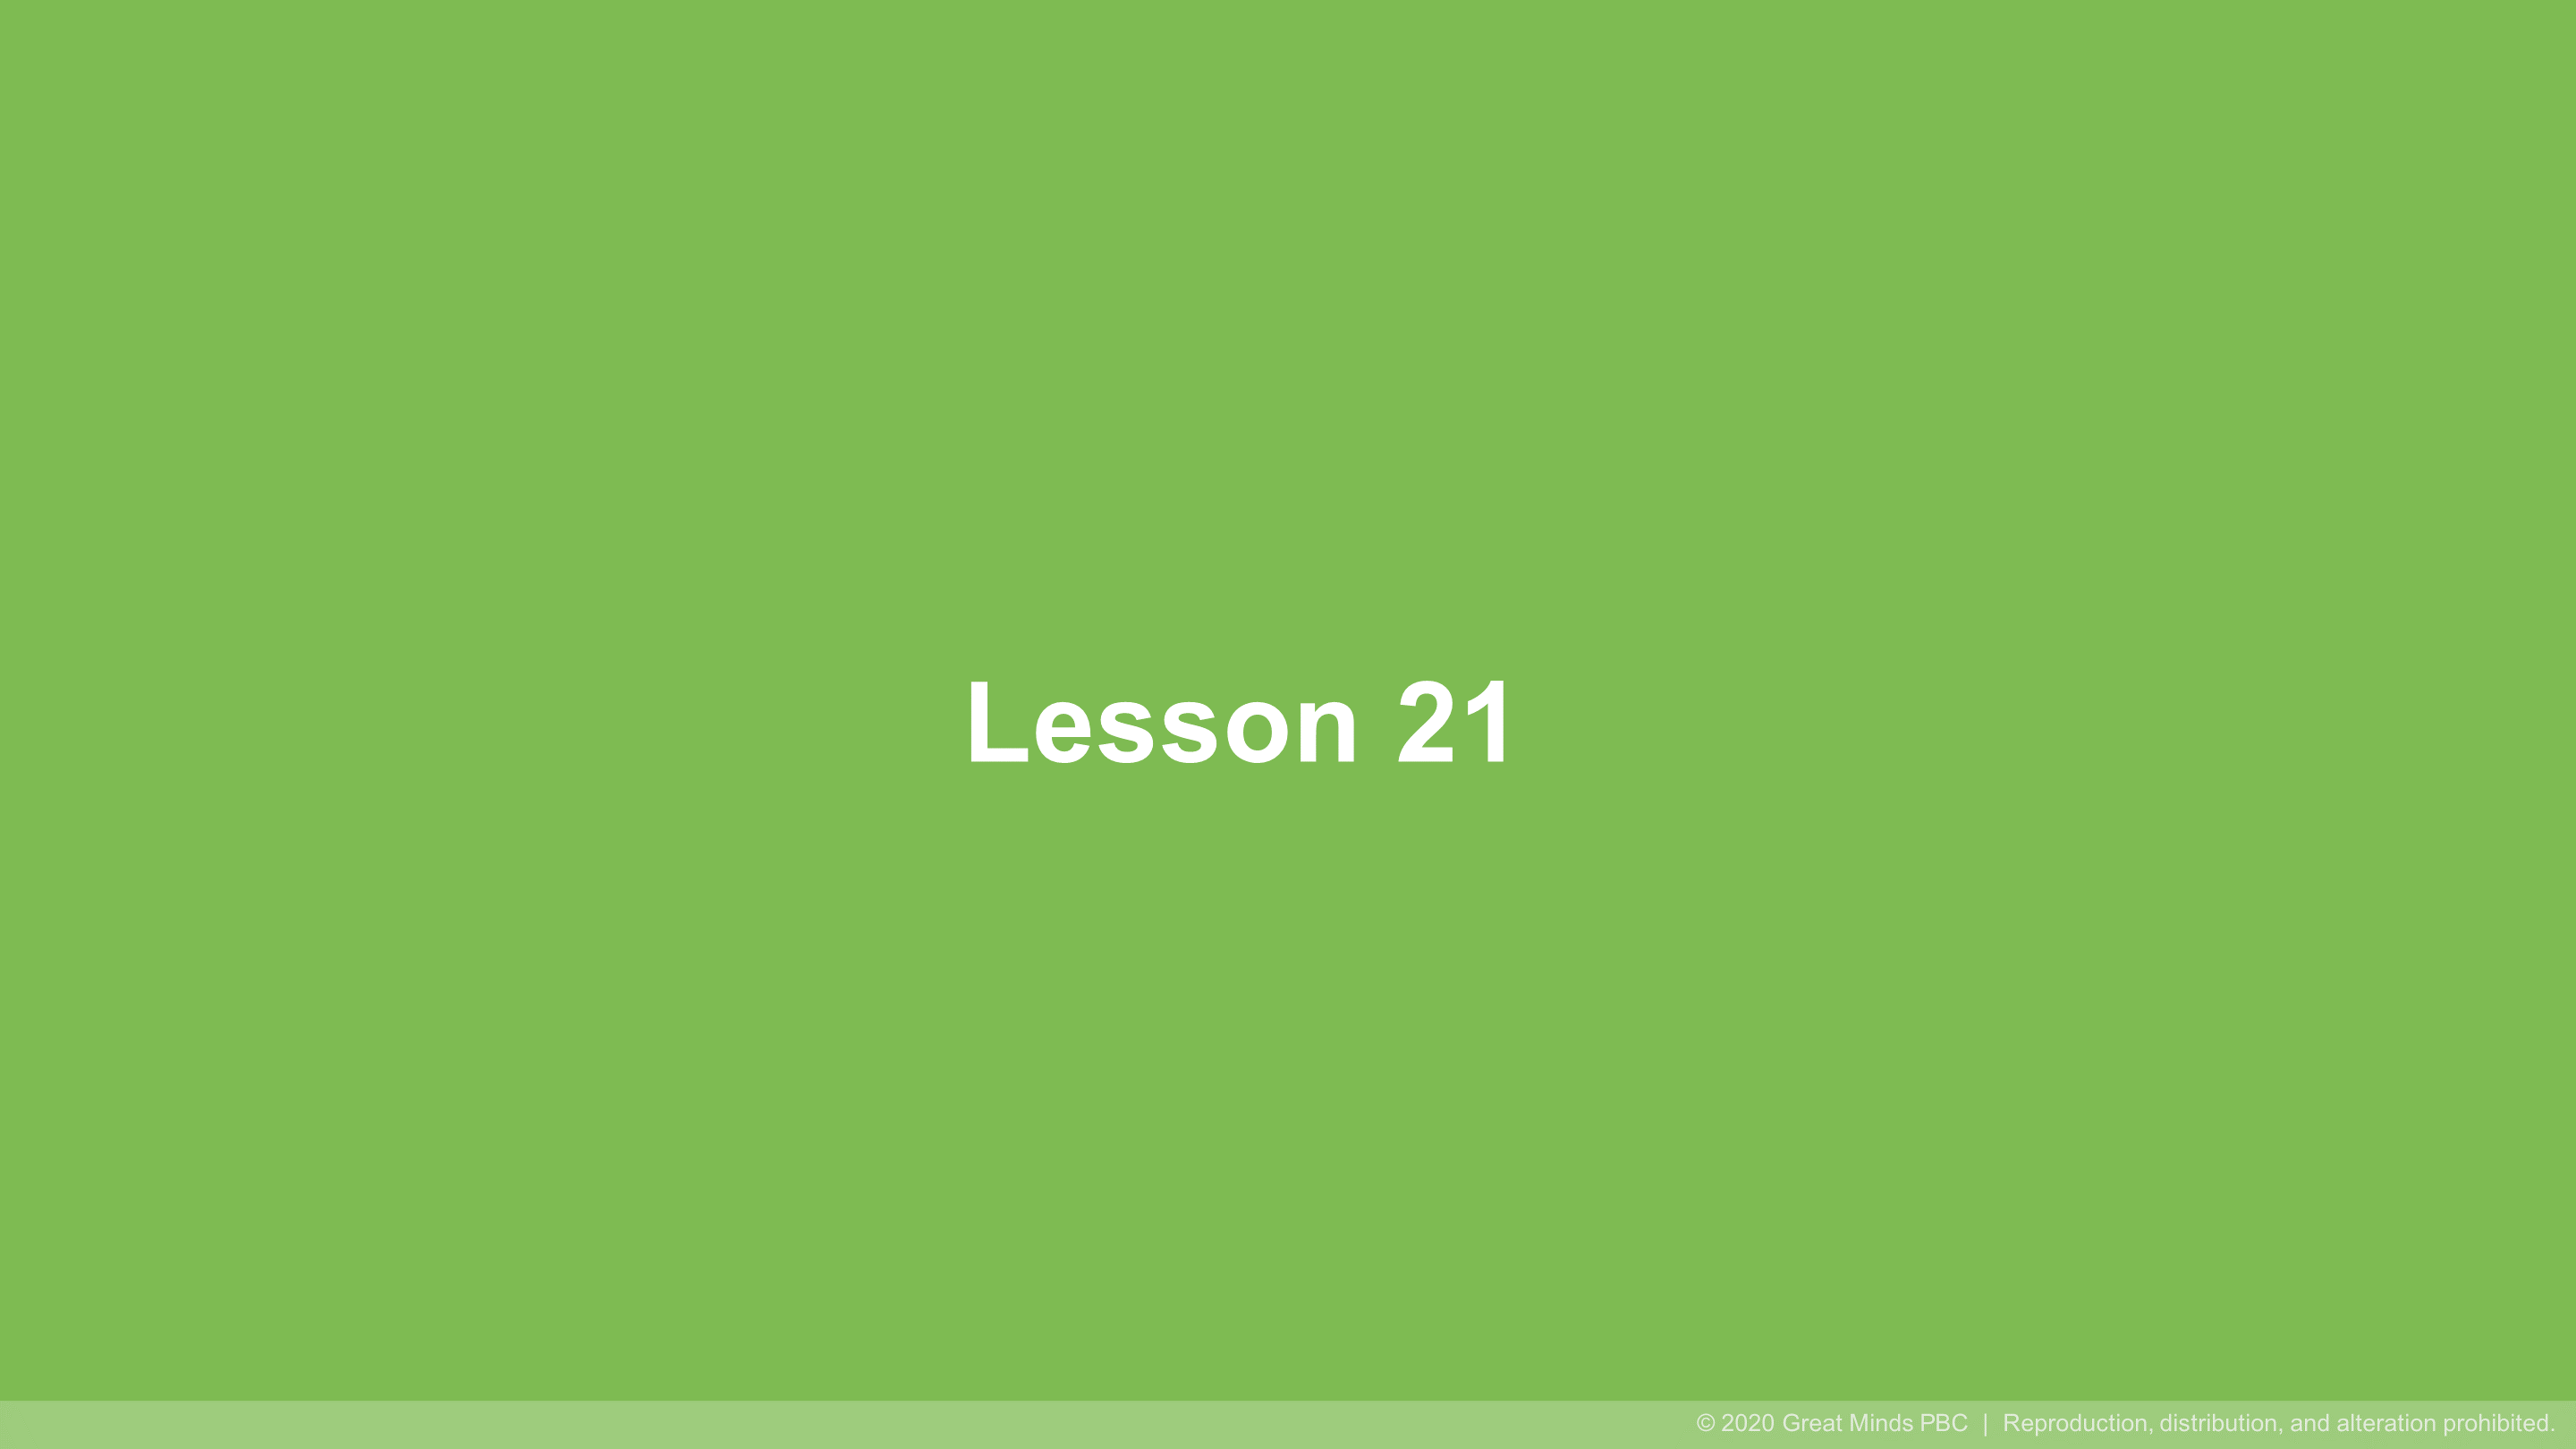 Lesson 21
© 2020 Great Minds PBC | Reproduction, distribution, and alteration prohibited.